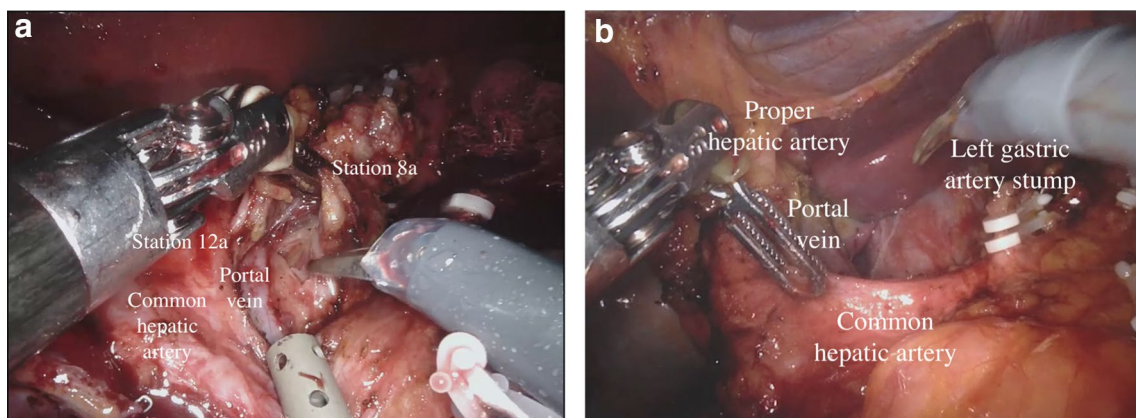 a
Station 8a
Station 12a
Portal
vein
Common
hepatic
artery
b
Proper
hepatic artery
Left gastric
artery stump
Portal
vein
Common
hepatic artery